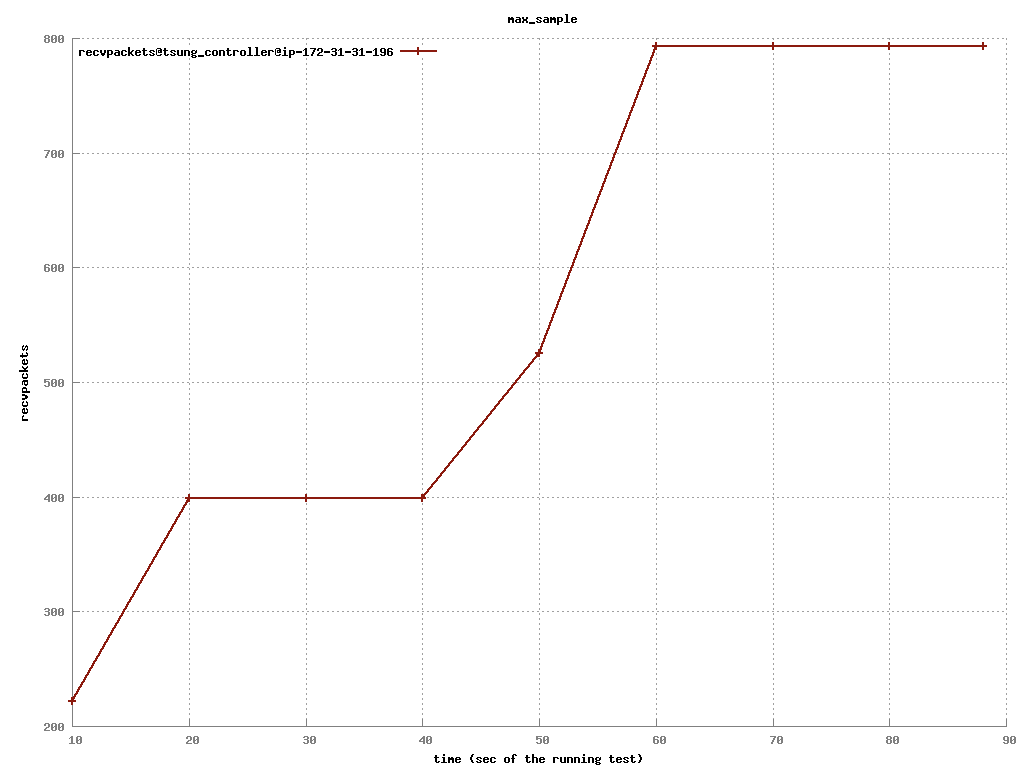 max_sample
800
recvpackets@tsung_controller@ip-172-31-31-196
700
600
500
recvpackets
400
300
200
10 20 30 40 50 60 70 80 90
time (sec of the running test)